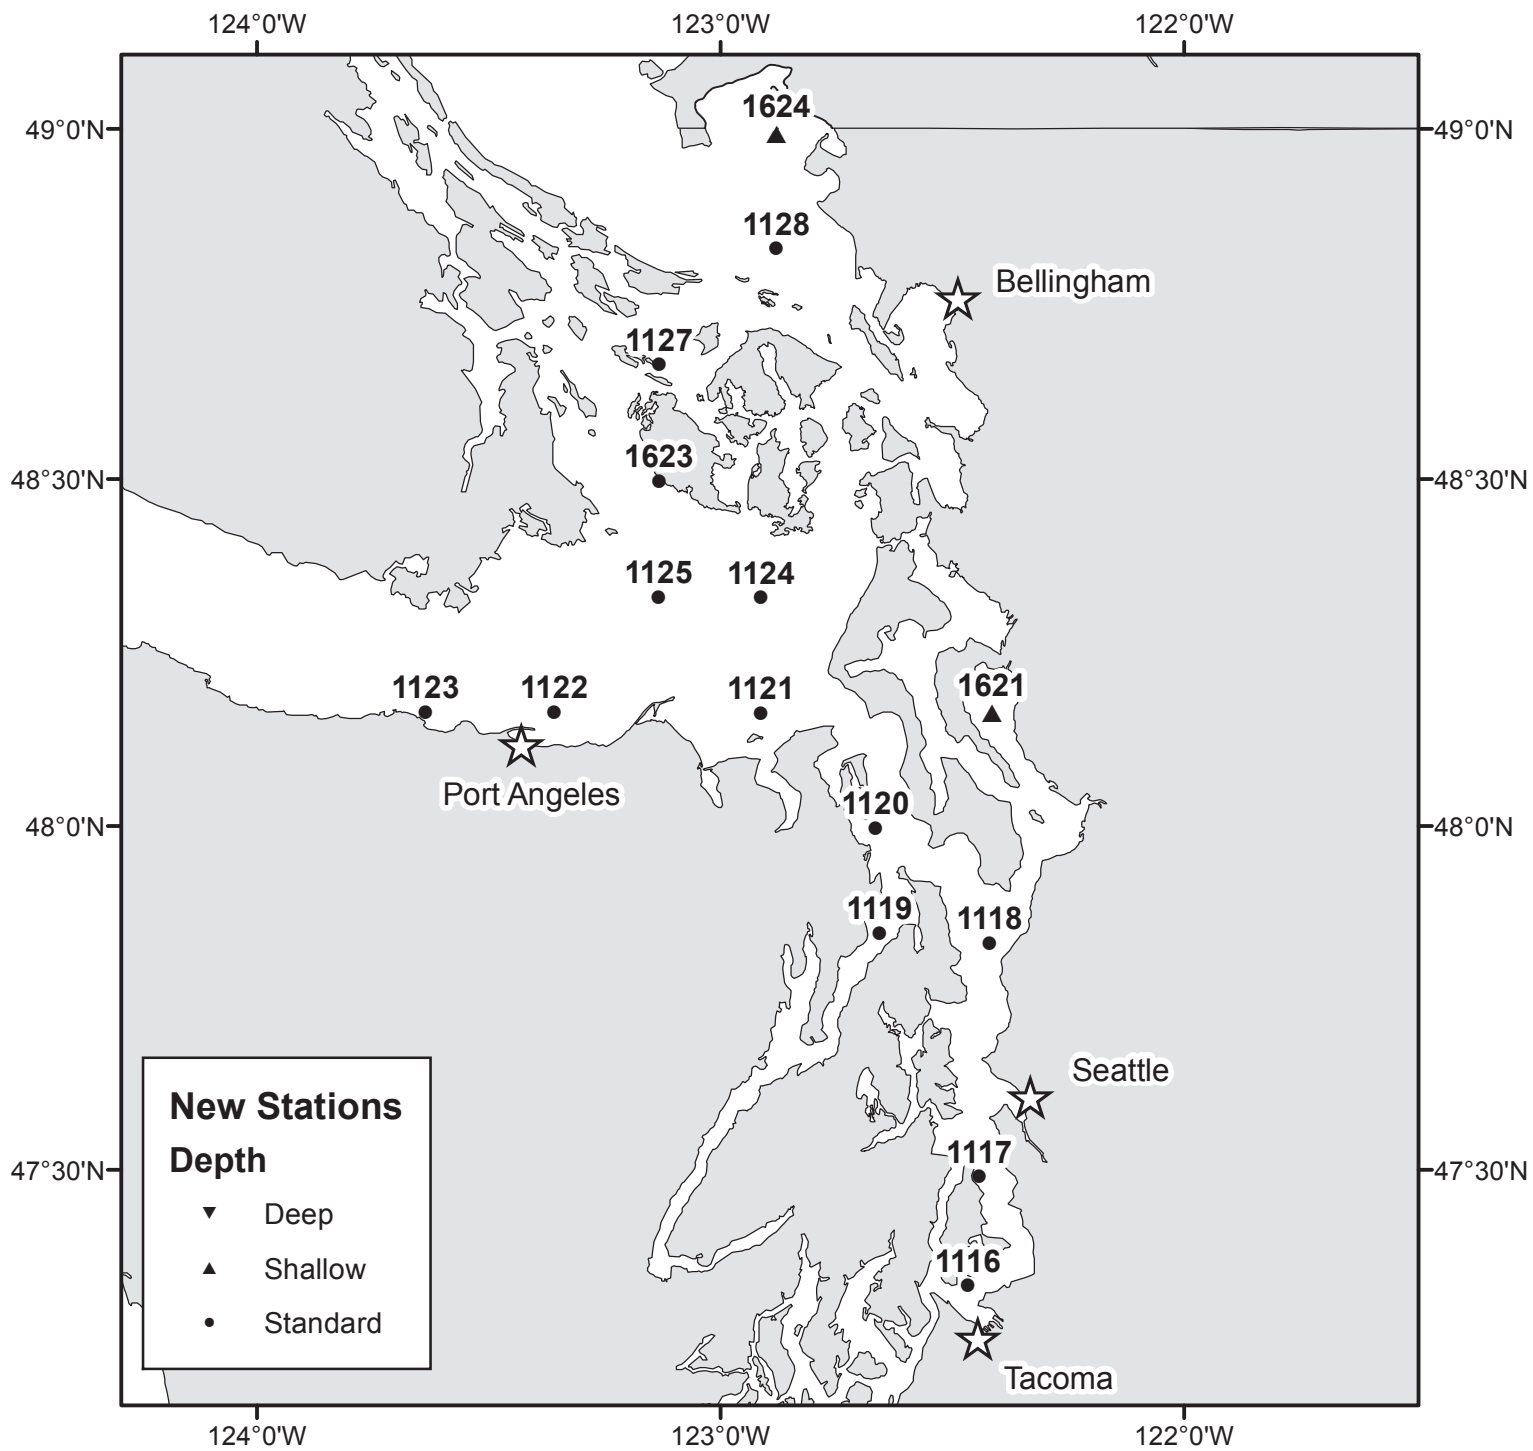 124°0'W
123°0'W
122°0'W
1624
49°0'N
49°0'N
1128
Bellingham
1127
1623
48°30'N
48°30'N
1125
1124
1123
1122
1121
1621
Port Angeles
1120
48°0'N
48°0'N
1119
1118
Seattle
New Stations
Depth
Deep
Shallow
Standard
1117
47°30'N
47°30'N
1116
Tacoma
124°0'W
123°0'W
122°0'W